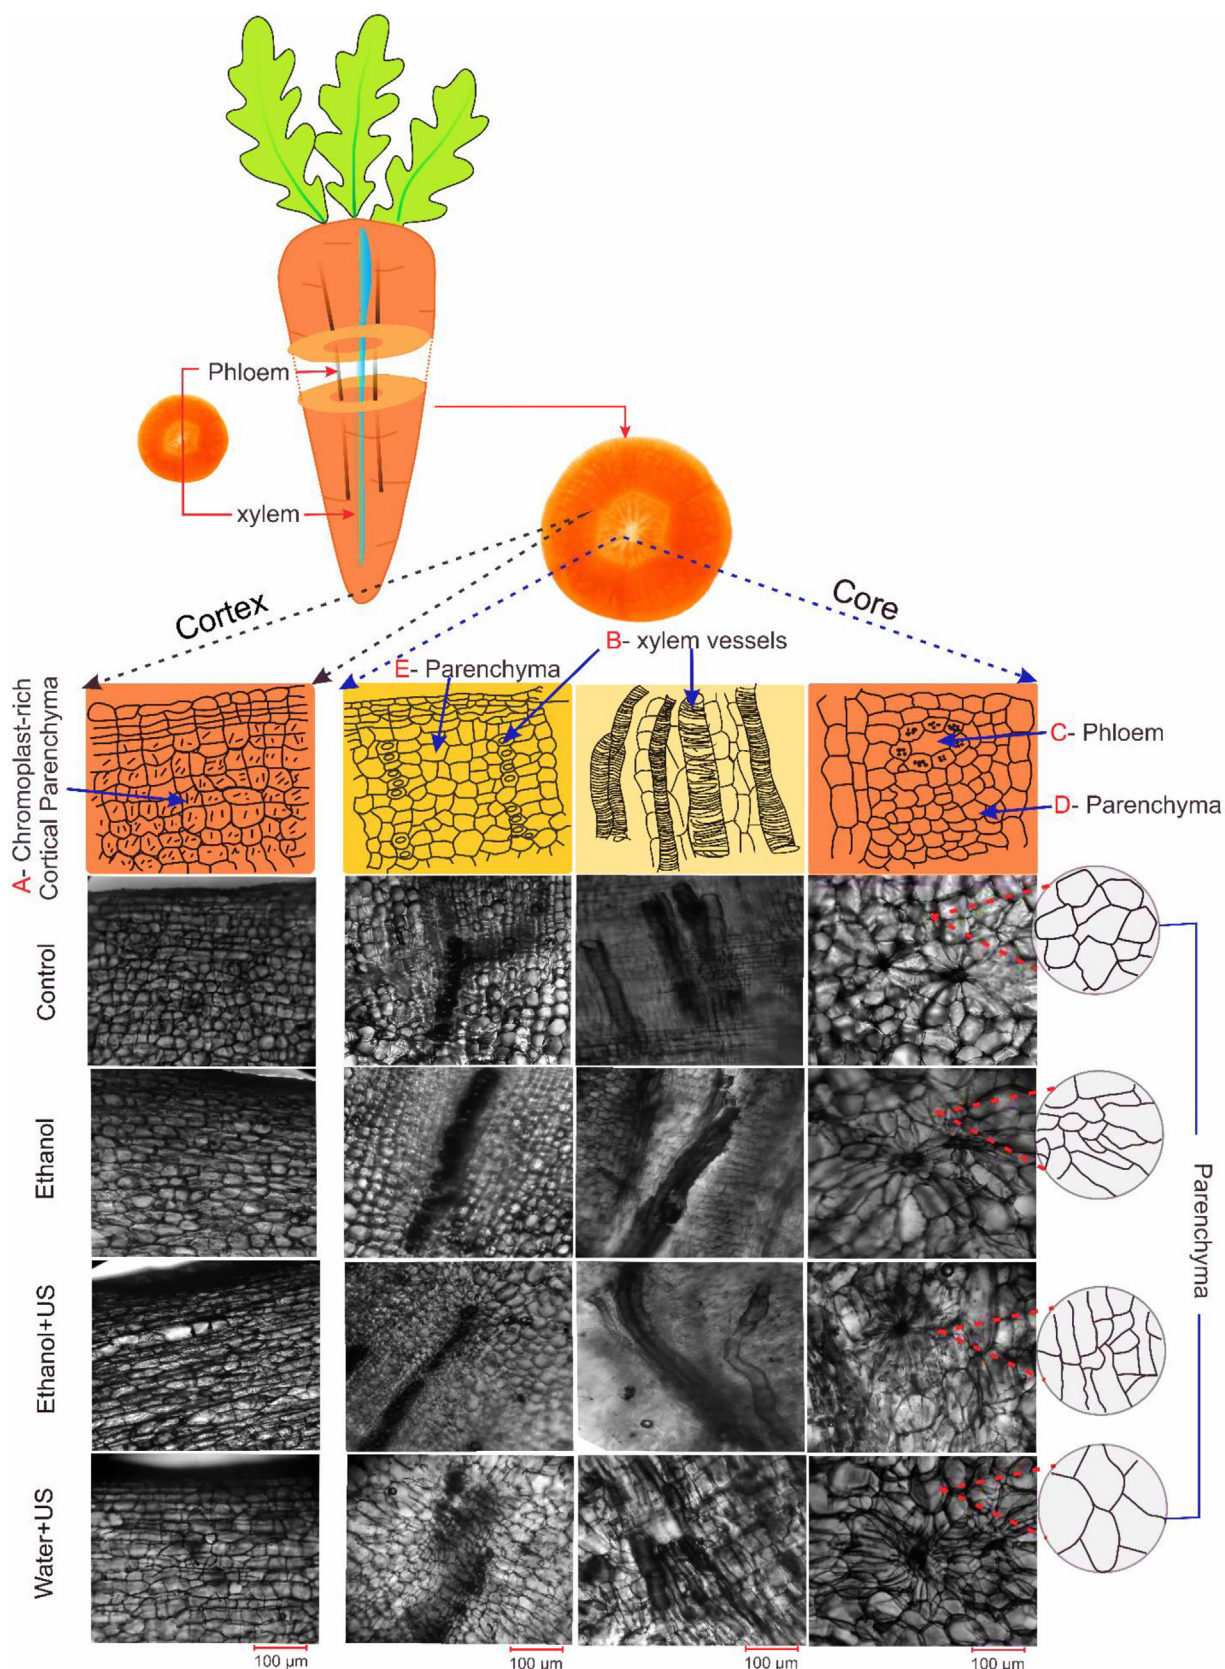 Phloem
xylem
Cortex
Core
B- xylem vessels
E- Parenchyma
A- Chromoplast-rich
Cortical Parenchyma
C- Phloem
D- Parenchyma
Control
Ethanol
Ethanol+US
Water+US
Parenchyma
100 µm
100 µm
100 µm
100 µm